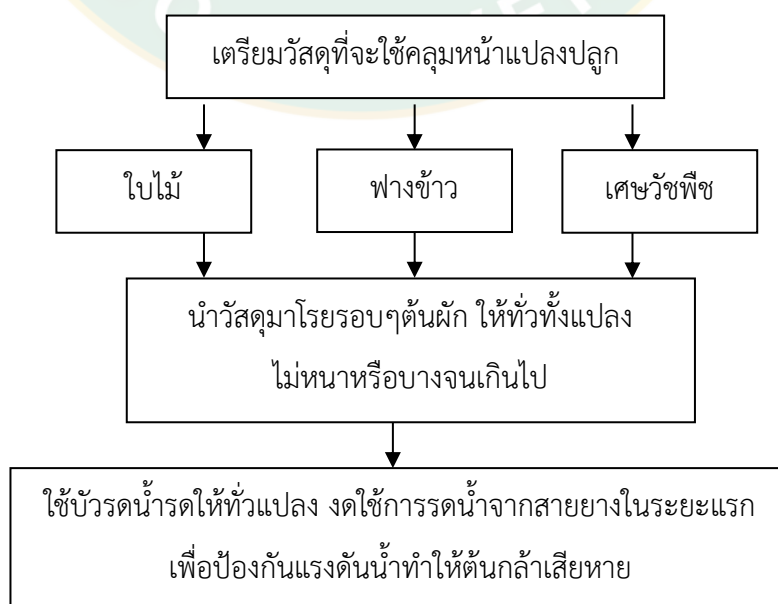 เตรียมวัสดุที่จะใช้คลุมหน้าแปลงปลูก
ใบไม้
ฟางข้าว
เศษวัชพืช
นำวัสดุมาโรยรอบๆต้นผัก ให้ทั่วทั้งแปลง
ไม่หนาหรือบางจนเกินไป
ใช้บัวรดน้ำรดให้ทั่วแปลง งดใช้การรดน้ำจากสายยางในระยะแรก
เพื่อป้องกันแรงดันน้ำทำให้ต้นกล้าเสียหาย